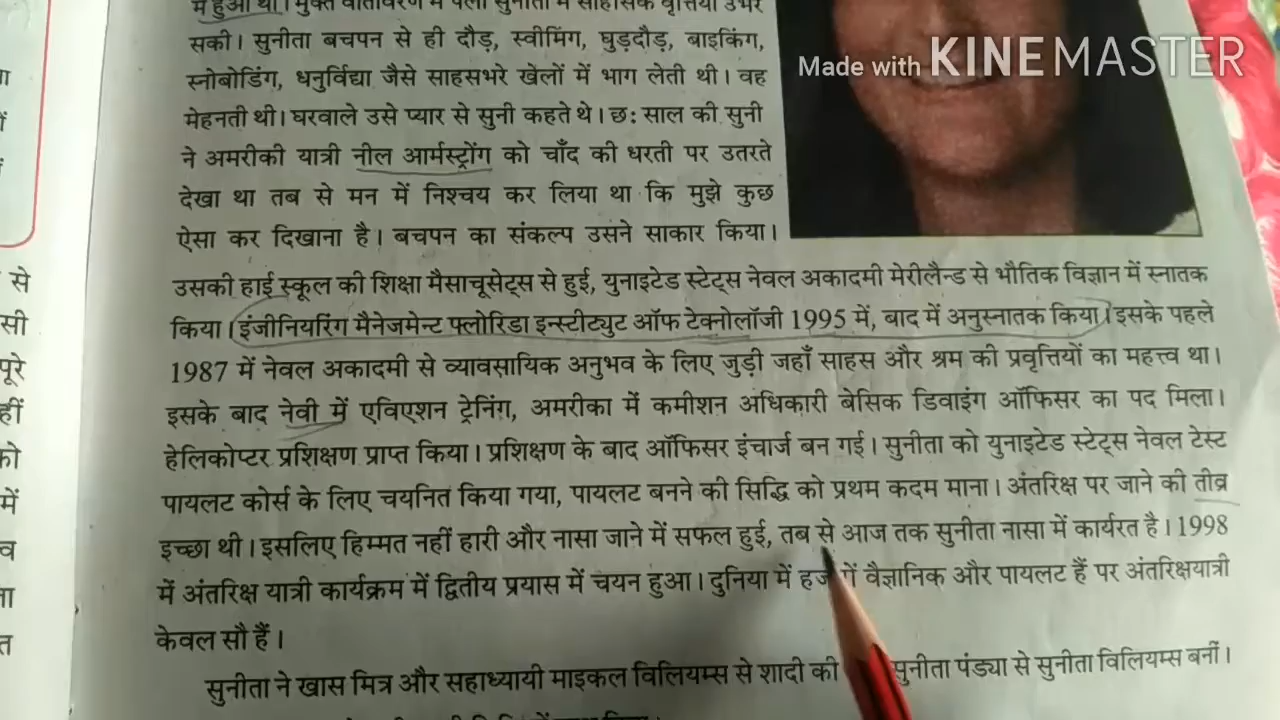 में हुआ था। मुक्त वातावरण में पली सुनीता में साहसिक वृत्तियाँ उभर
सकी। सुनीता बचपन से ही दौड़, स्वीमिंग, घुड़दौड़, बाइकिंग,
स्नोबोडिंग, धनुर्विद्या जैसे साहसभरे खेलों में भाग लेती थी। वह
मेहनती थी। घरवाले उसे प्यार से सुनी कहते थे। छः साल की सुनी
ने अमरीकी यात्री नील आर्मस्ट्रोंग को चाँद की धरती पर उतरते
देखा था तब से मन में निश्चय कर लिया था कि मुझे कुछ
ऐसा कर दिखाना है। बचपन का संकल्प उसने साकार किया।
उसकी हाई स्कूल की शिक्षा मैसाचूसेट्स से हुई, युनाइटेड स्टेट्स नेवल अकादमी मेरीलैन्ड से भौतिक विज्ञान में स्नातक
किया। इंजीनियरिंग मैनेजमेन्ट फ्लोरिडा इन्स्टीट्युट ऑफ टेक्नोलॉजी 1995 में, बाद में अनुस्नातक किया। इसके पहले
1987 में नेवल अकादमी से व्यावसायिक अनुभव के लिए जुड़ी जहाँ साहस और श्रम की प्रवृत्तियों का महत्त्व था।
इसके बाद नेवी में एविएशन ट्रेनिंग, अमरीका में कमीशन अधिकारी बेसिक डिवाइंग ऑफिसर का पद मिला।
हेलिकोप्टर प्रशिक्षण प्राप्त किया। प्रशिक्षण के बाद ऑफिसर इंचार्ज बन गई। सुनीता को युनाइटेड स्टेट्स नेवल टेस्ट
पायलट कोर्स के लिए चयनित किया गया, पायलट बनने की सिद्धि को प्रथम कदम माना। अंतरिक्ष पर जाने की तीव्र
इच्छा थी। इसलिए हिम्मत नहीं हारी और नासा जाने में सफल हुई, तब से आज तक सुनीता नासा में कार्यरत है। 1998
में अंतरिक्ष यात्री कार्यक्रम में द्वितीय प्रयास में चयन हुआ। दुनिया में वैज्ञानिक और पायलट हैं पर अंतरिक्षयात्री
केवल सौ हैं।
सुनीता ने खास मित्र और सहाध्यायी माइकल विलियम्स से शादी की सुनीता पंड्या से सुनीता विलियम्स बनीं।
Made with KINEMASTER
से
सी
पूरे
हीं
को
में
व
ना
त